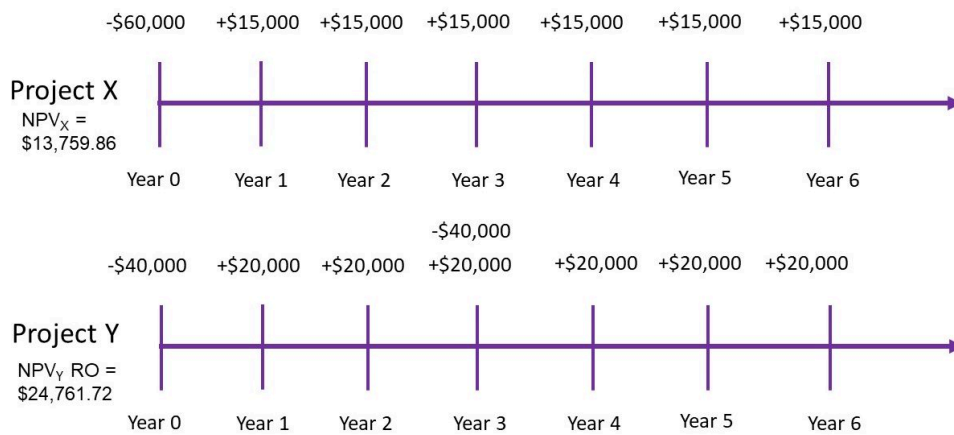 -$60,000 +$15,000 +$15,000 +$15,000 +$15,000 +$15,000 +$15,000
Project X
NPVX =
$13,759.86
Year 0 Year 1 Year 2 Year 3 Year 4 Year 5 Year 6
-$40,000
-$40,000 +$20,000 +$20,000 +$20,000 +$20,000 +$20,000 +$20,000
Project Y
NPVY RO =
$24,761.72
Year 0 Year 1 Year 2 Year 3 Year 4 Year 5 Year 6